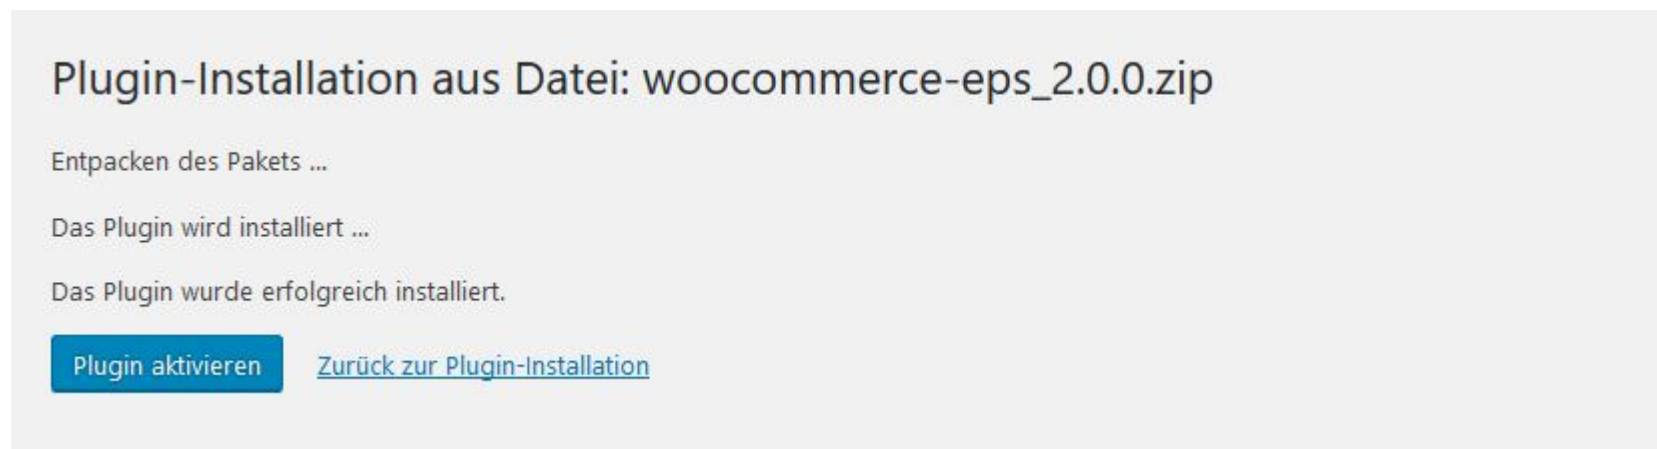 Plugin-Installation aus Datei: woocommerce-eps_2.0.0.zip
Entpacken des Pakets ...
Das Plugin wird installiert ...
Das Plugin wurde erfolgreich installiert.
Plugin aktivieren Zurück zur Plugin-Installation